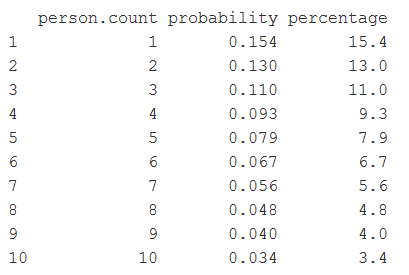 person.count probability percentage
1 1 0.154 15.4
2 2 0.130 13.0
3 3 0.110 11.0
4 4 0.093 9.3
5 5 0.079 7.9
6 6 0.067 6.7
7 7 0.056 5.6
8 8 0.048 4.8
9 9 0.040 4.0
10 10 0.034 3.4